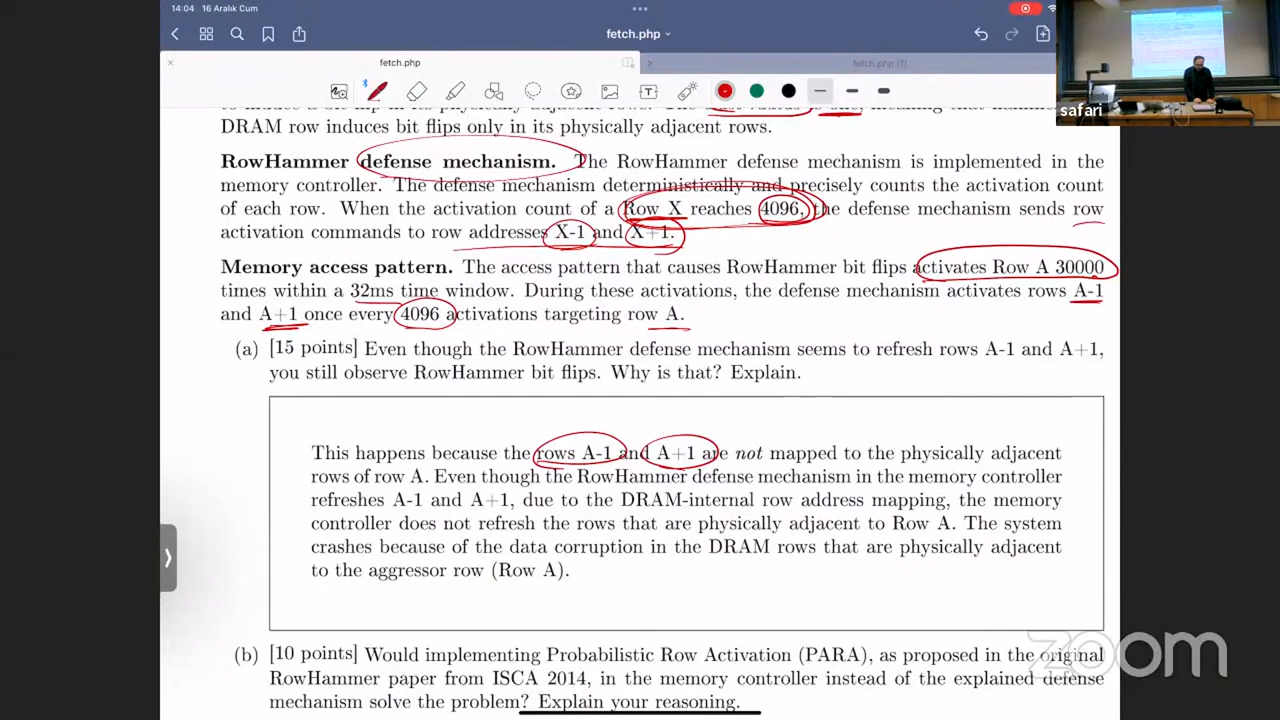 14:04 16 Aralık Cum
fetch.php
fetch.php
fetch.php (1)
safari
DRAM row induces bit flips only in its physically adjacent rows.
RowHammer defense mechanism. The RowHammer defense mechanism is implemented in the
memory controller. The defense mechanism deterministically and precisely counts the activation count
of each row. When the activation count of a Row X reaches 4096, the defense mechanism sends row
activation commands to row addresses X-1 and X+1.
Memory access pattern. The access pattern that causes RowHammer bit flips activates Row A 30000
times within a 32ms time window. During these activations, the defense mechanism activates rows A-1
and A+1 once every 4096 activations targeting row A.
(a) [15 points] Even though the RowHammer defense mechanism seems to refresh rows A-1 and A+1,
you still observe RowHammer bit flips. Why is that? Explain.
This happens because the rows A-1 and A+1 are not mapped to the physically adjacent
rows of row A. Even though the RowHammer defense mechanism in the memory controller
refreshes A-1 and A+1, due to the DRAM-internal row address mapping, the memory
controller does not refresh the rows that are physically adjacent to Row A. The system
crashes because of the data corruption in the DRAM rows that are physically adjacent
to the aggressor row (Row A).
(b) [10 points] Would implementing Probabilistic Row Activation (PARA), as proposed in the original
RowHammer paper from ISCA 2014, in the memory controller instead of the explained defense
mechanism solve the problem? Explain your reasoning.
zoom